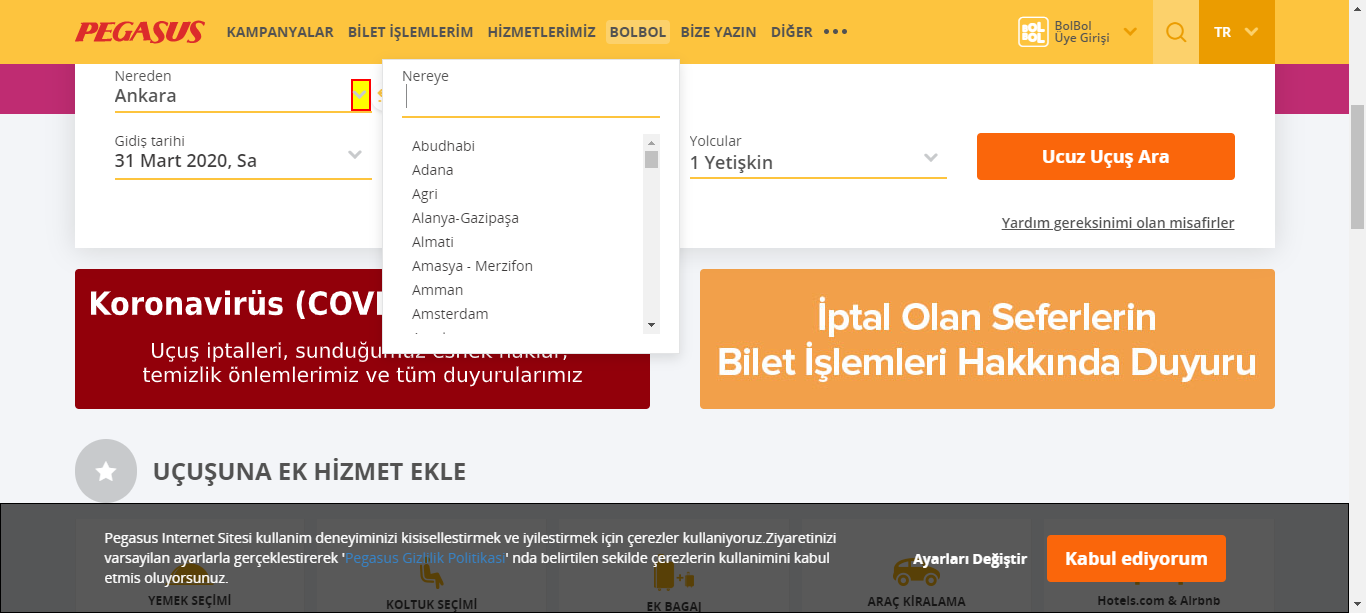 PEGASUS
KAMPANYALAR BİLET İŞLEMLERİM HİZMETLERİMİZ BOLBOL BİZE YAZIN DİĞER
BOL BOL
BolBol
Üye Girişi
TR
Nereden
Ankara
Nereye
Gidiş tarihi
31 Mart 2020, Sa
Abudhabi
Adana
Agri
Alanya-Gazipaşa
Almati
Amasya - Merzifon
Amman
Amsterdam
Yolcular
1 Yetişkin
Ucuz Uçuş Ara
Yardım gereksinimi olan misafirler
Koronavirüs (COVI
Uçuş iptalleri, sunduğumuz esnek haklar,
temizlik önlemlerimiz ve tüm duyurularımız
İptal Olan Seferlerin
Bilet İşlemleri Hakkında Duyuru
UÇUŞUNA EK HİZMET EKLE
Pegasus Internet Sitesi kullanim deneyiminizi kisisellestirmek ve iyilestirmek için çerezler kullaniyoruz.Ziyaretinizi
varsayilan ayarlarla gerçeklestirerek 'Pegasus Gizlilik Politikasi' nda belirtilen sekilde çerezlerin kullanimini kabul
etmis oluyorsunuz.
Ayarları Değiştir
Kabul ediyorum
YEMEK SEÇİMİ
KOLTUK SEÇİMİ
EK BAGAJ
ARAÇ KİRALAMA
Hotels.com & Airbnb